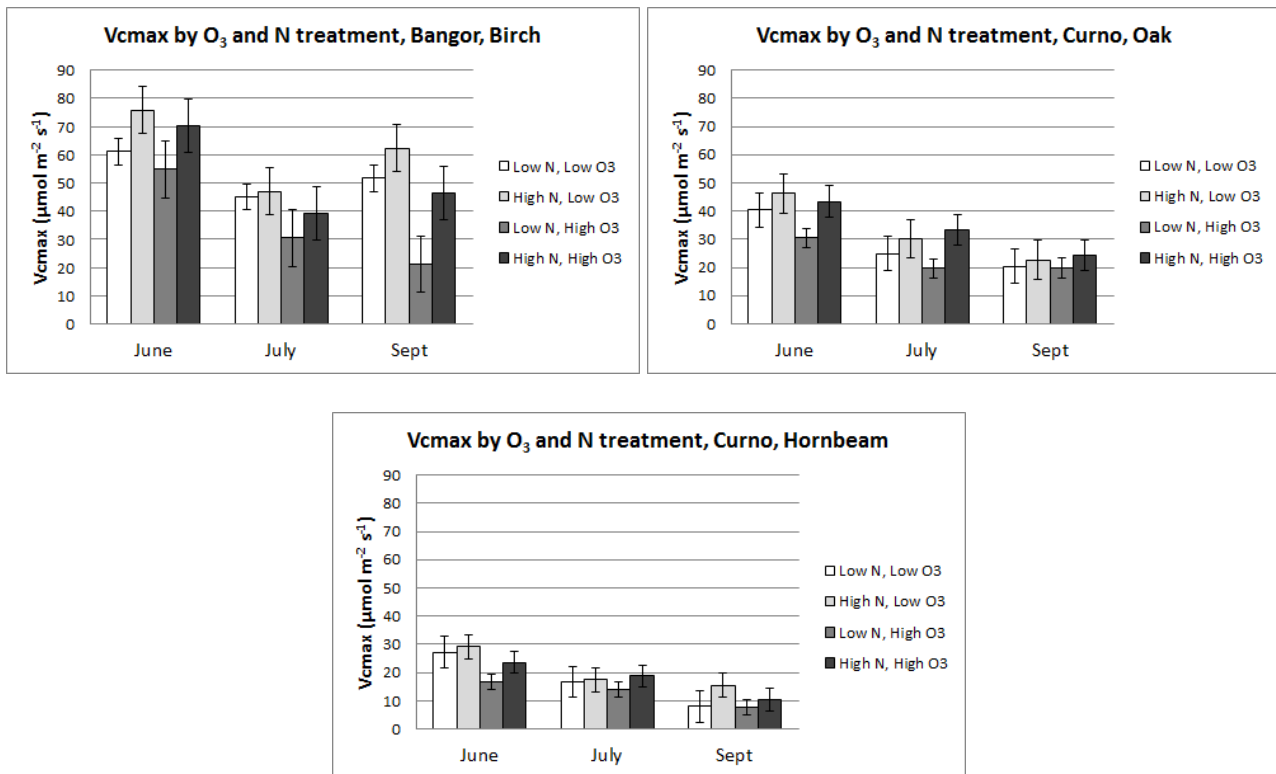 Vcmax by O₃ and N treatment, Bangor, Birch
Vcmax (µmol m⁻² s⁻¹)
90
80
70
60
50
40
30
20
10
0
June July Sept
Low N, Low O3
High N, Low O3
Low N, High O3
High N, High O3
Vcmax by O₃ and N treatment, Curno, Oak
Vcmax (µmol m⁻² s⁻¹)
90
80
70
60
50
40
30
20
10
0
June July Sept
Low N, Low O3
High N, Low O3
Low N, High O3
High N, High O3
Vcmax by O₃ and N treatment, Curno, Hornbeam
Vcmax (µmol m⁻² s⁻¹)
90
80
70
60
50
40
30
20
10
0
June July Sept
Low N, Low O3
High N, Low O3
Low N, High O3
High N, High O3